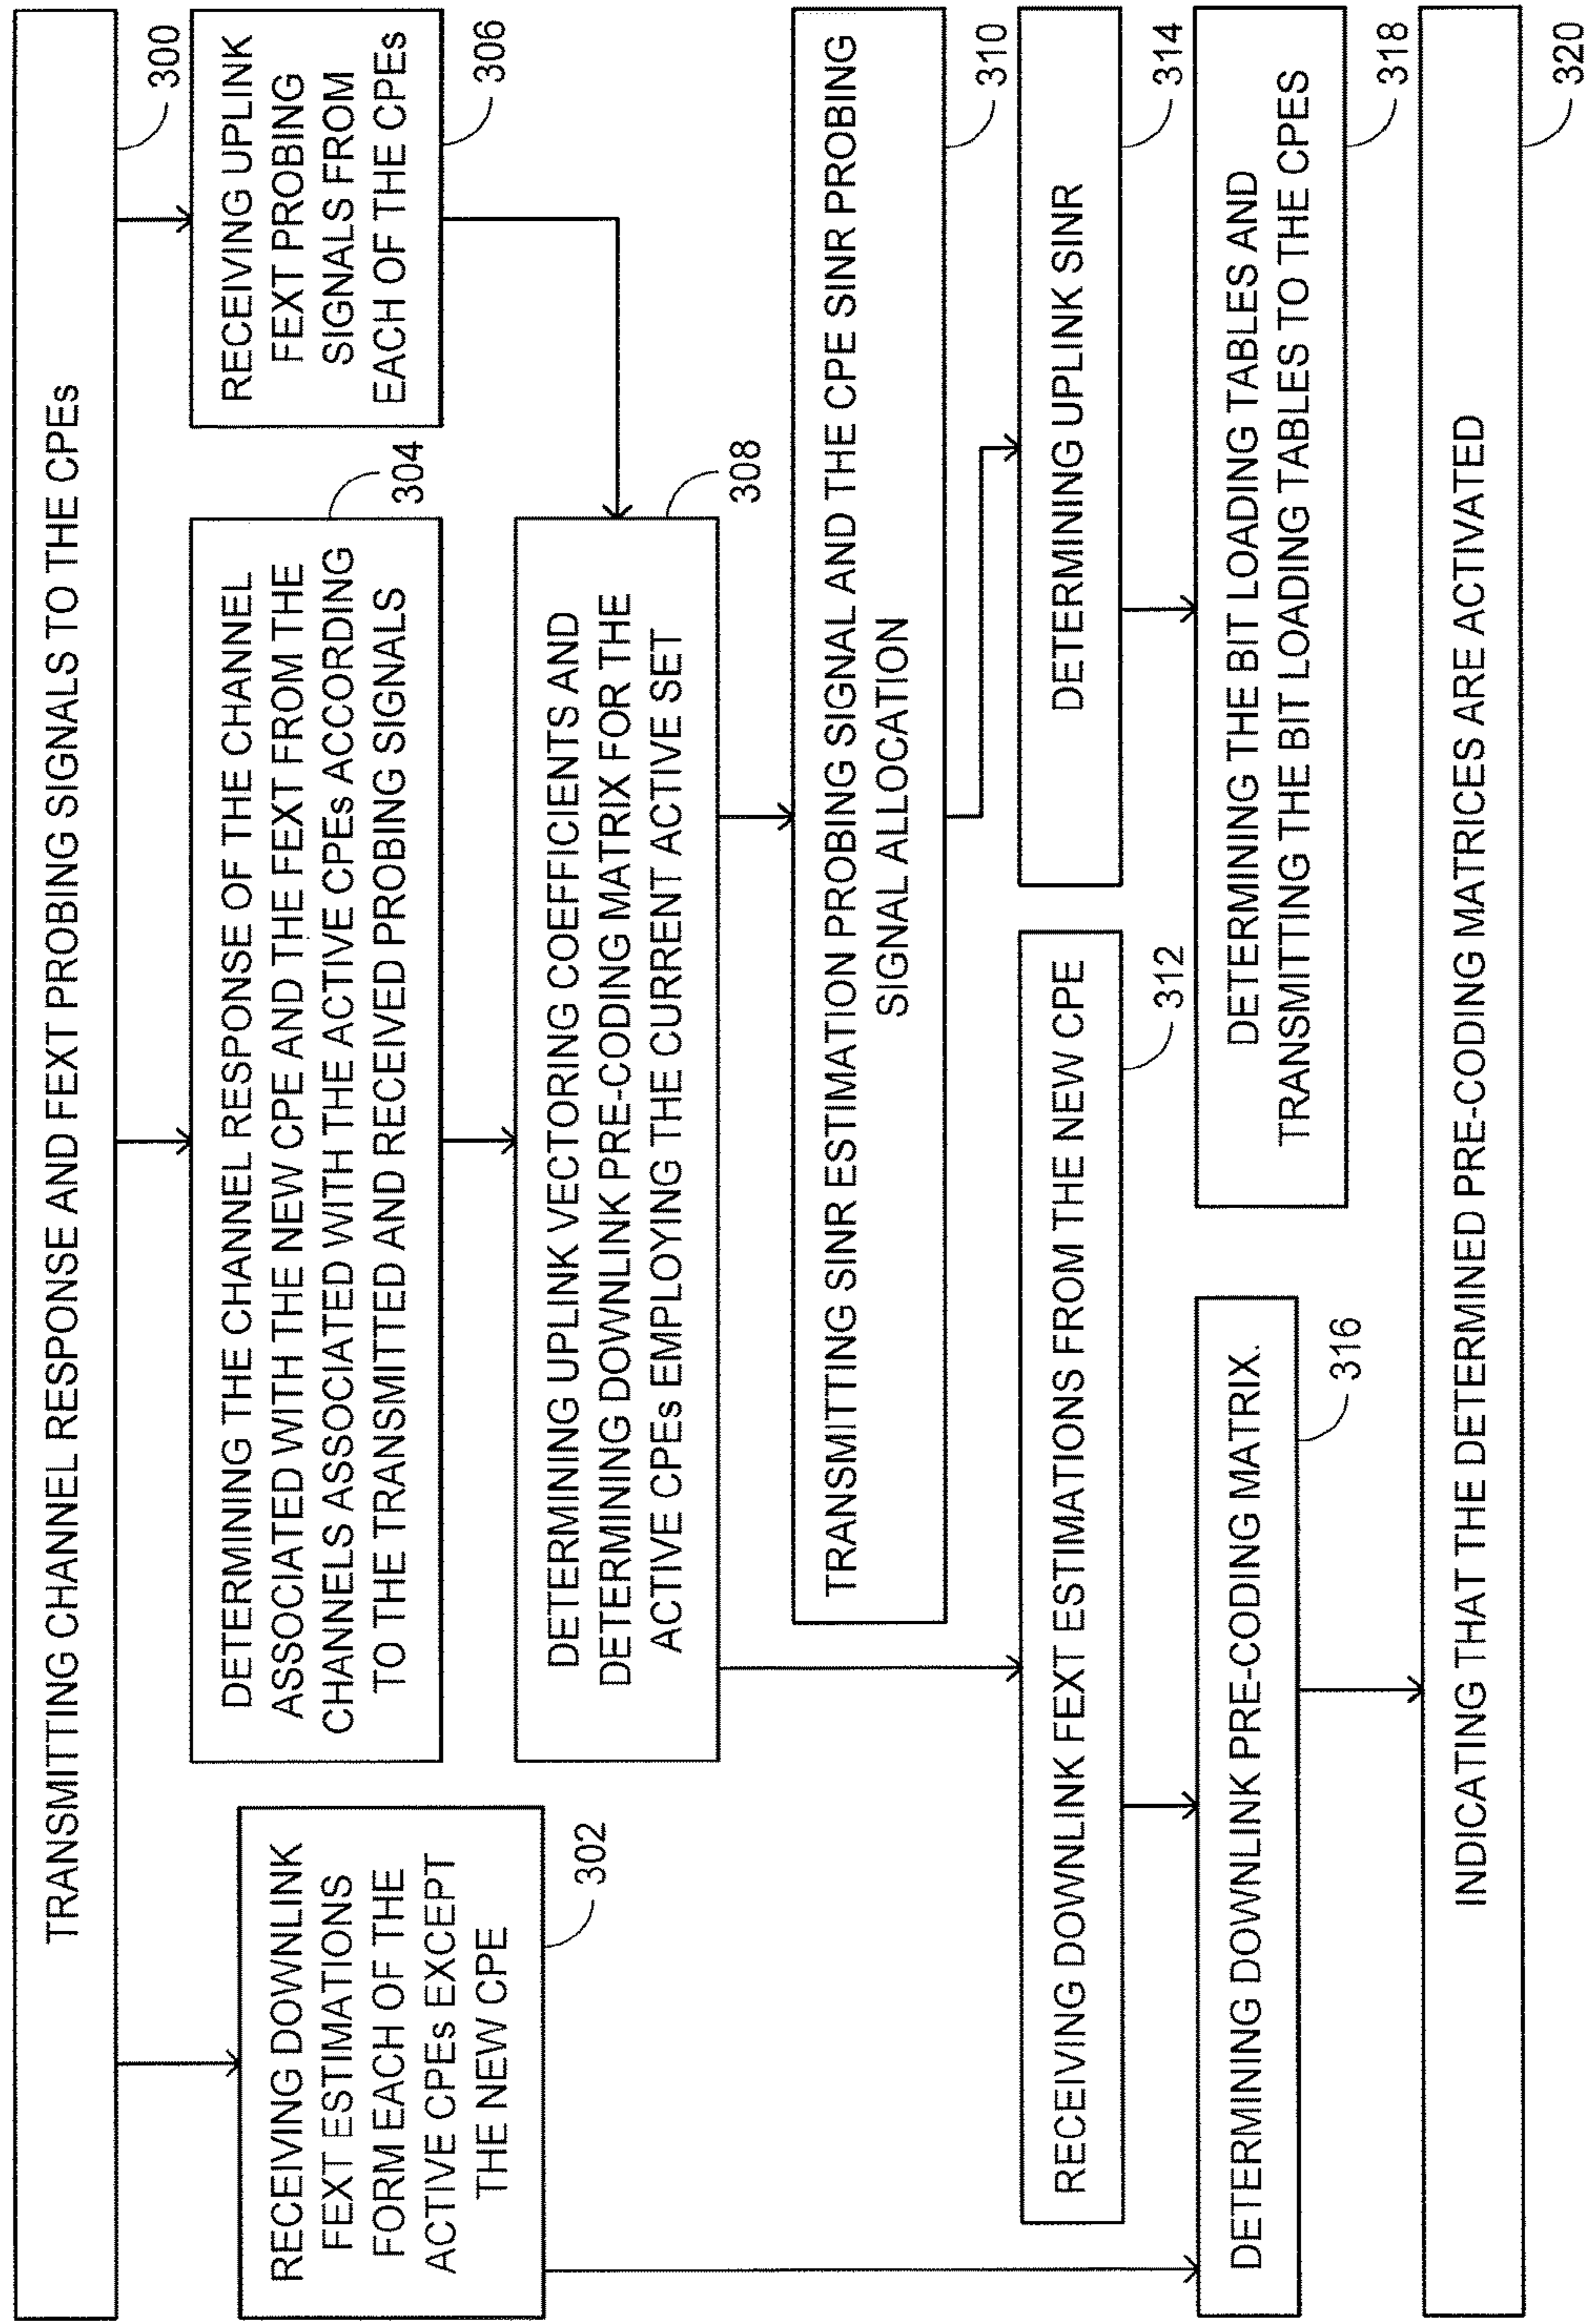 TRANSMITTING CHANNEL RESPONSE AND FEXT PROBING SIGNALS TO THE CPEs
300
RECEIVING DOWNLINK
FEXT ESTIMATIONS
FORM EACH OF THE
ACTIVE CPEs EXCEPT
THE NEW CPE
302
DETERMINING THE CHANNEL RESPONSE OF THE CHANNEL
ASSOCIATED WITH THE NEW CPE AND THE FEXT FROM THE
CHANNELS ASSOCIATED WITH THE ACTIVE CPEs ACCORDING
TO THE TRANSMITTED AND RECEIVED PROBING SIGNALS
304
RECEIVING UPLINK
FEXT PROBING
SIGNALS FROM
EACH OF THE CPEs
306
DETERMINING UPLINK VECTORING COEFFICIENTS AND
DETERMINING DOWNLINK PRE-CODING MATRIX FOR THE
ACTIVE CPEs EMPLOYING THE CURRENT ACTIVE SET
308
TRANSMITTING SINR ESTIMATION PROBING SIGNAL AND THE CPE SINR PROBING
SIGNAL ALLOCATION
310
RECEIVING DOWNLINK FEXT ESTIMATIONS FROM THE NEW CPE
312
DETERMINING UPLINK SINR
314
DETERMINING DOWNLINK PRE-CODING MATRIX.
316
DETERMINING THE BIT LOADING TABLES AND
TRANSMITTING THE BIT LOADING TABLES TO THE CPES
318
INDICATING THAT THE DETERMINED PRE-CODING MATRICES ARE ACTIVATED
320